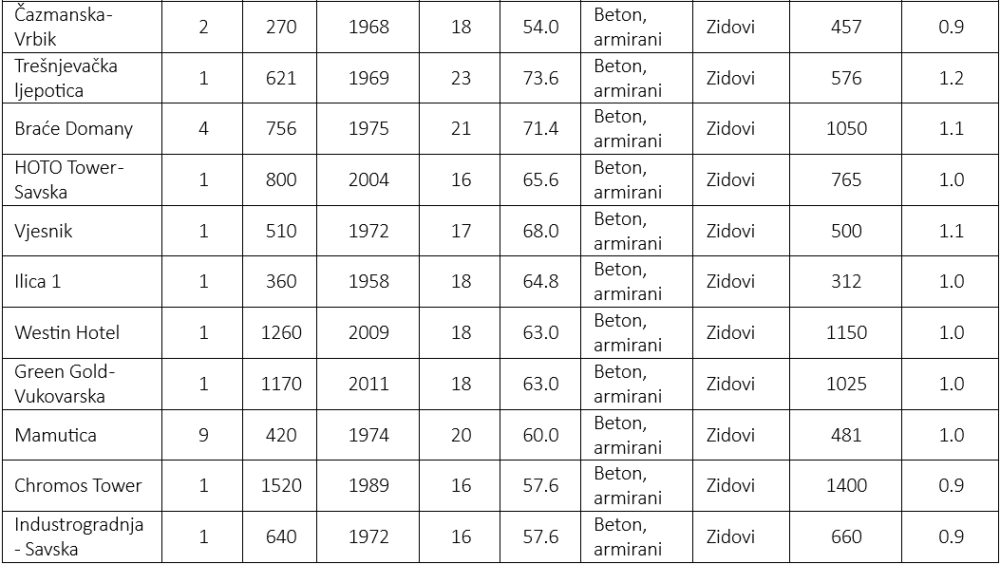 Čazmanska-
Vrbik 2 270 1968 18 54.0 Beton,
armirani Zidovi 457 0.9
Trešnjevačka
ljepotica 1 621 1969 23 73.6 Beton,
armirani Zidovi 576 1.2
Braće Domany 4 756 1975 21 71.4 Beton,
armirani Zidovi 1050 1.1
HOTO Tower-
Savska 1 800 2004 16 65.6 Beton,
armirani Zidovi 765 1.0
Vjesnik 1 510 1972 17 68.0 Beton,
armirani Zidovi 500 1.1
Ilica 1 1 360 1958 18 64.8 Beton,
armirani Zidovi 312 1.0
Westin Hotel 1 1260 2009 18 63.0 Beton,
armirani Zidovi 1150 1.0
Green Gold-
Vukovarska 1 1170 2011 18 63.0 Beton,
armirani Zidovi 1025 1.0
Mamutica 9 420 1974 20 60.0 Beton,
armirani Zidovi 481 1.0
Chromos Tower 1 1520 1989 16 57.6 Beton,
armirani Zidovi 1400 0.9
Industrogradnja
- Savska 1 640 1972 16 57.6 Beton,
armirani Zidovi 660 0.9